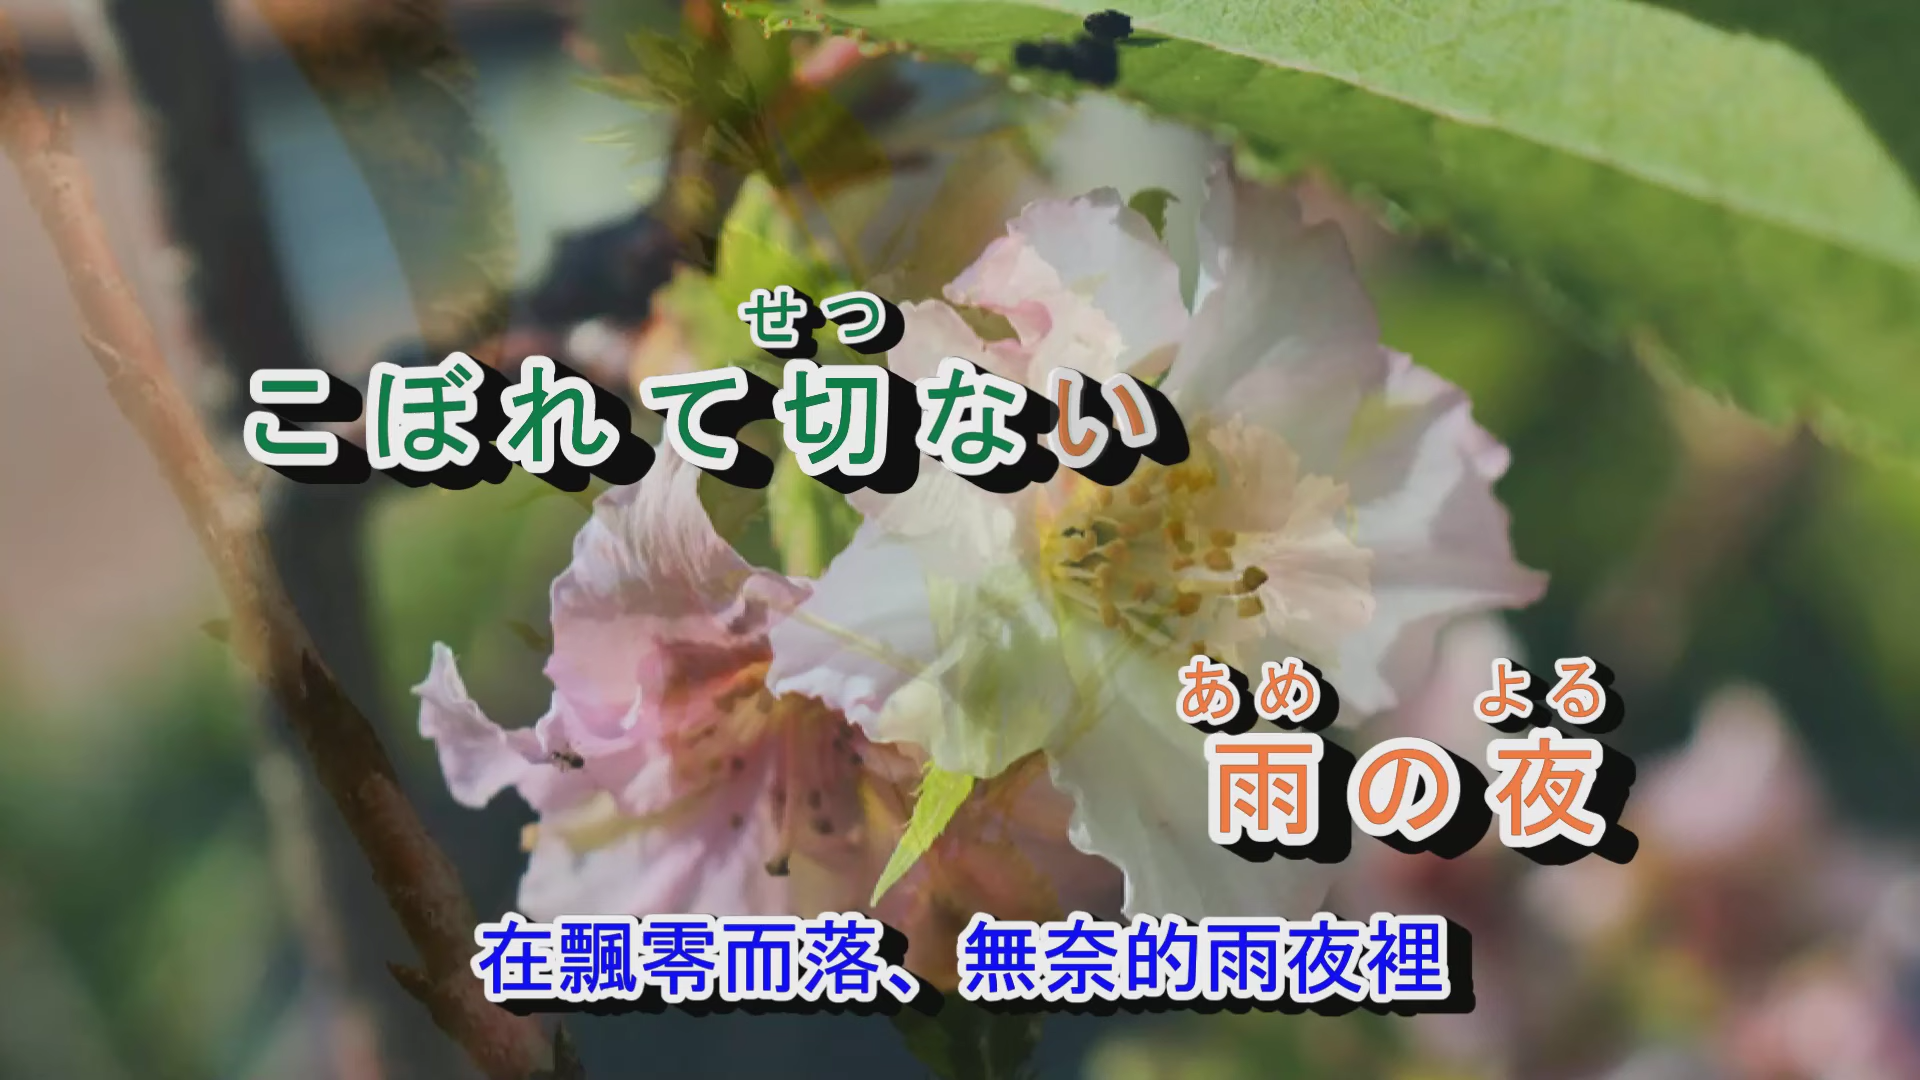 せつ
こぼれて切ない
あめ よる
雨の夜
在飄零而落、無奈的雨夜裡